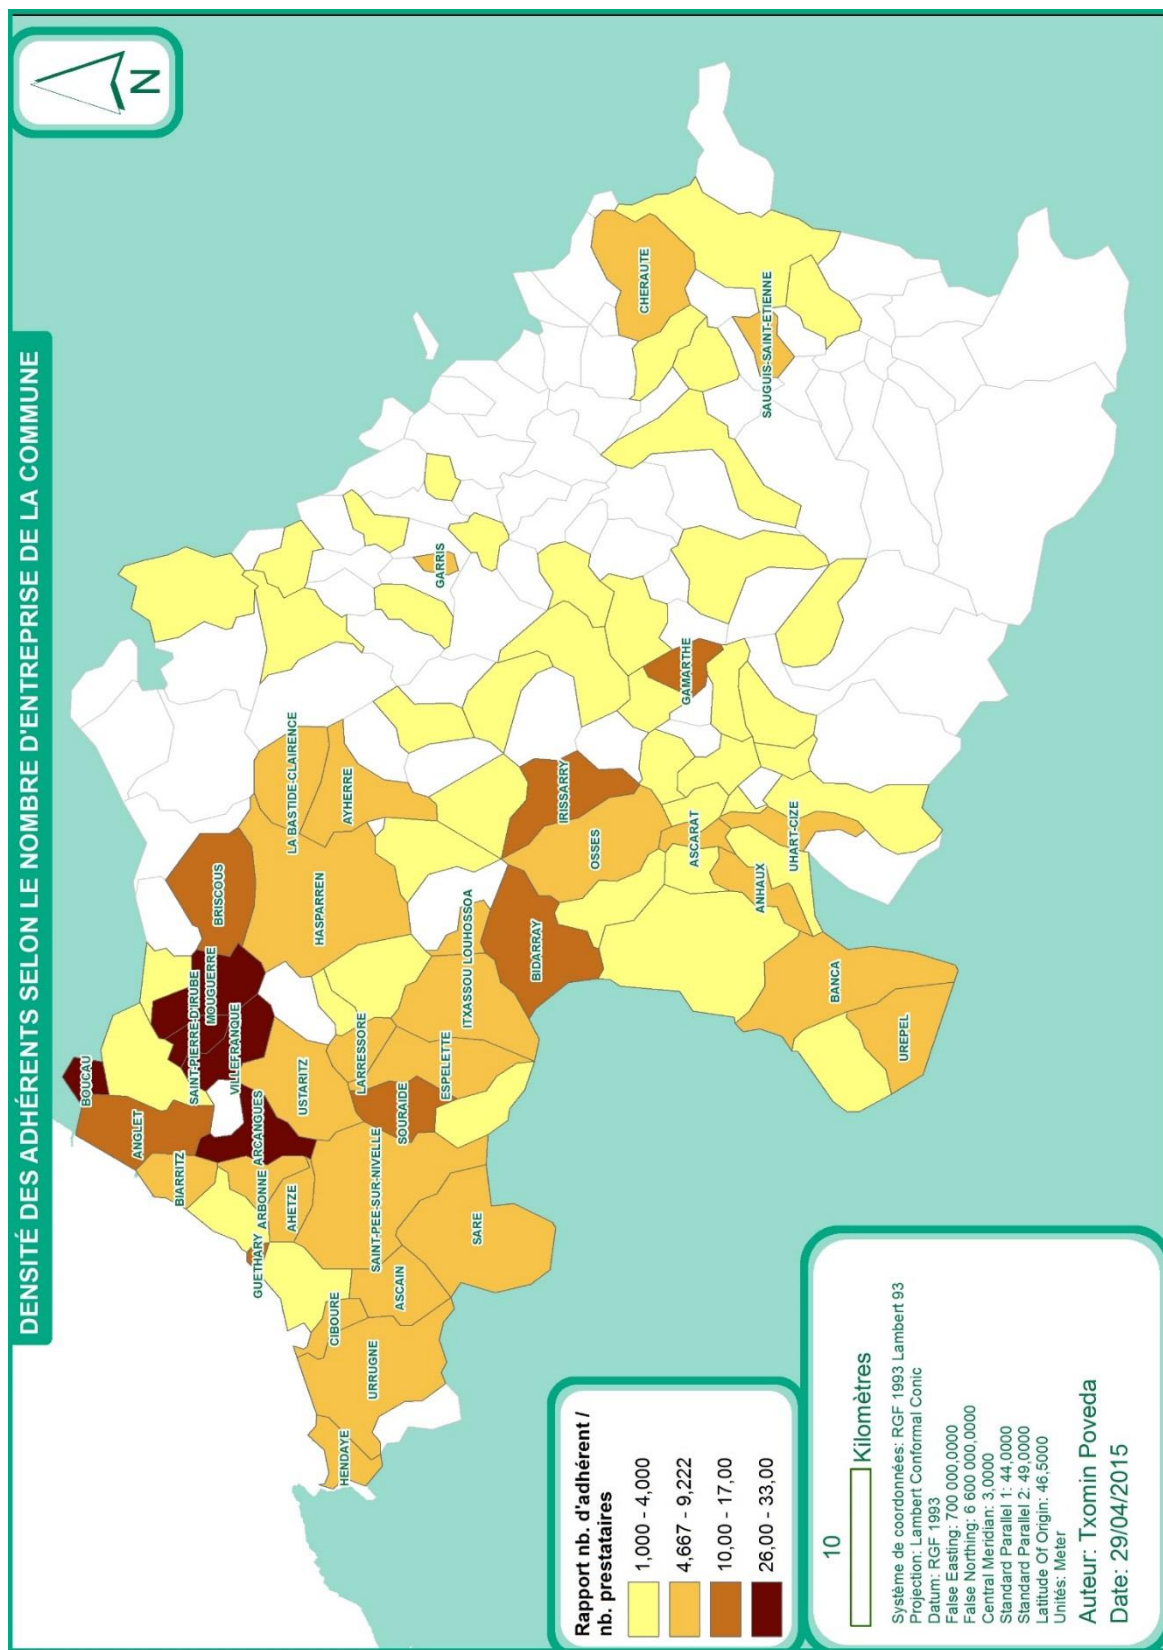 DENSITÉ DES ADHÉRENTS SELON LE NOMBRE D'ENTREPRISE DE LA COMMUNE
N
BOUCAU
ANGLET
BIARRITZ
SAINT-PIERRE-D'IRUBE
MOUGUERRE
VILLEFRANQUE
BRISCOUS
GUETHARY
ARBONNE
ARCANGUES
AHETZE
USTARITZ
HASPARREN
LA BASTIDE-CLAIRENCE
AYHERRE
GARRIS
HENDAYE
URRUGNE
CIBOURE
ASCAIN
SAINT-PEE-SUR-NIVELLE
SARE
SOURAIDE
LARRESSORE
ESPELETTE
ITXASSOU
LOUHOSSOA
BIDARRAY
OSSES
IRISSARRY
GAMARTHE
ASCARAT
ANHAUX
UHART-CIZE
BANCA
UREPEL
CHERAUTE
SAUGUIS-SAINT-ETIENNE
Rapport nb. d'adhérent /
nb. prestataires
1,000 - 4,000
4,667 - 9,222
10,00 - 17,00
26,00 - 33,00
10
Kilomètres
Système de coordonnées: RGF 1993 Lambert 93
Projection: Lambert Conformal Conic
Datum: RGF 1993
False Easting: 700 000,0000
False Northing: 6 600 000,0000
Central Meridian: 3,0000
Standard Parallel 1: 44,0000
Standard Parallel 2: 49,0000
Latitude Of Origin: 46,5000
Unités: Meter
Auteur: Txomin Poveda
Date: 29/04/2015